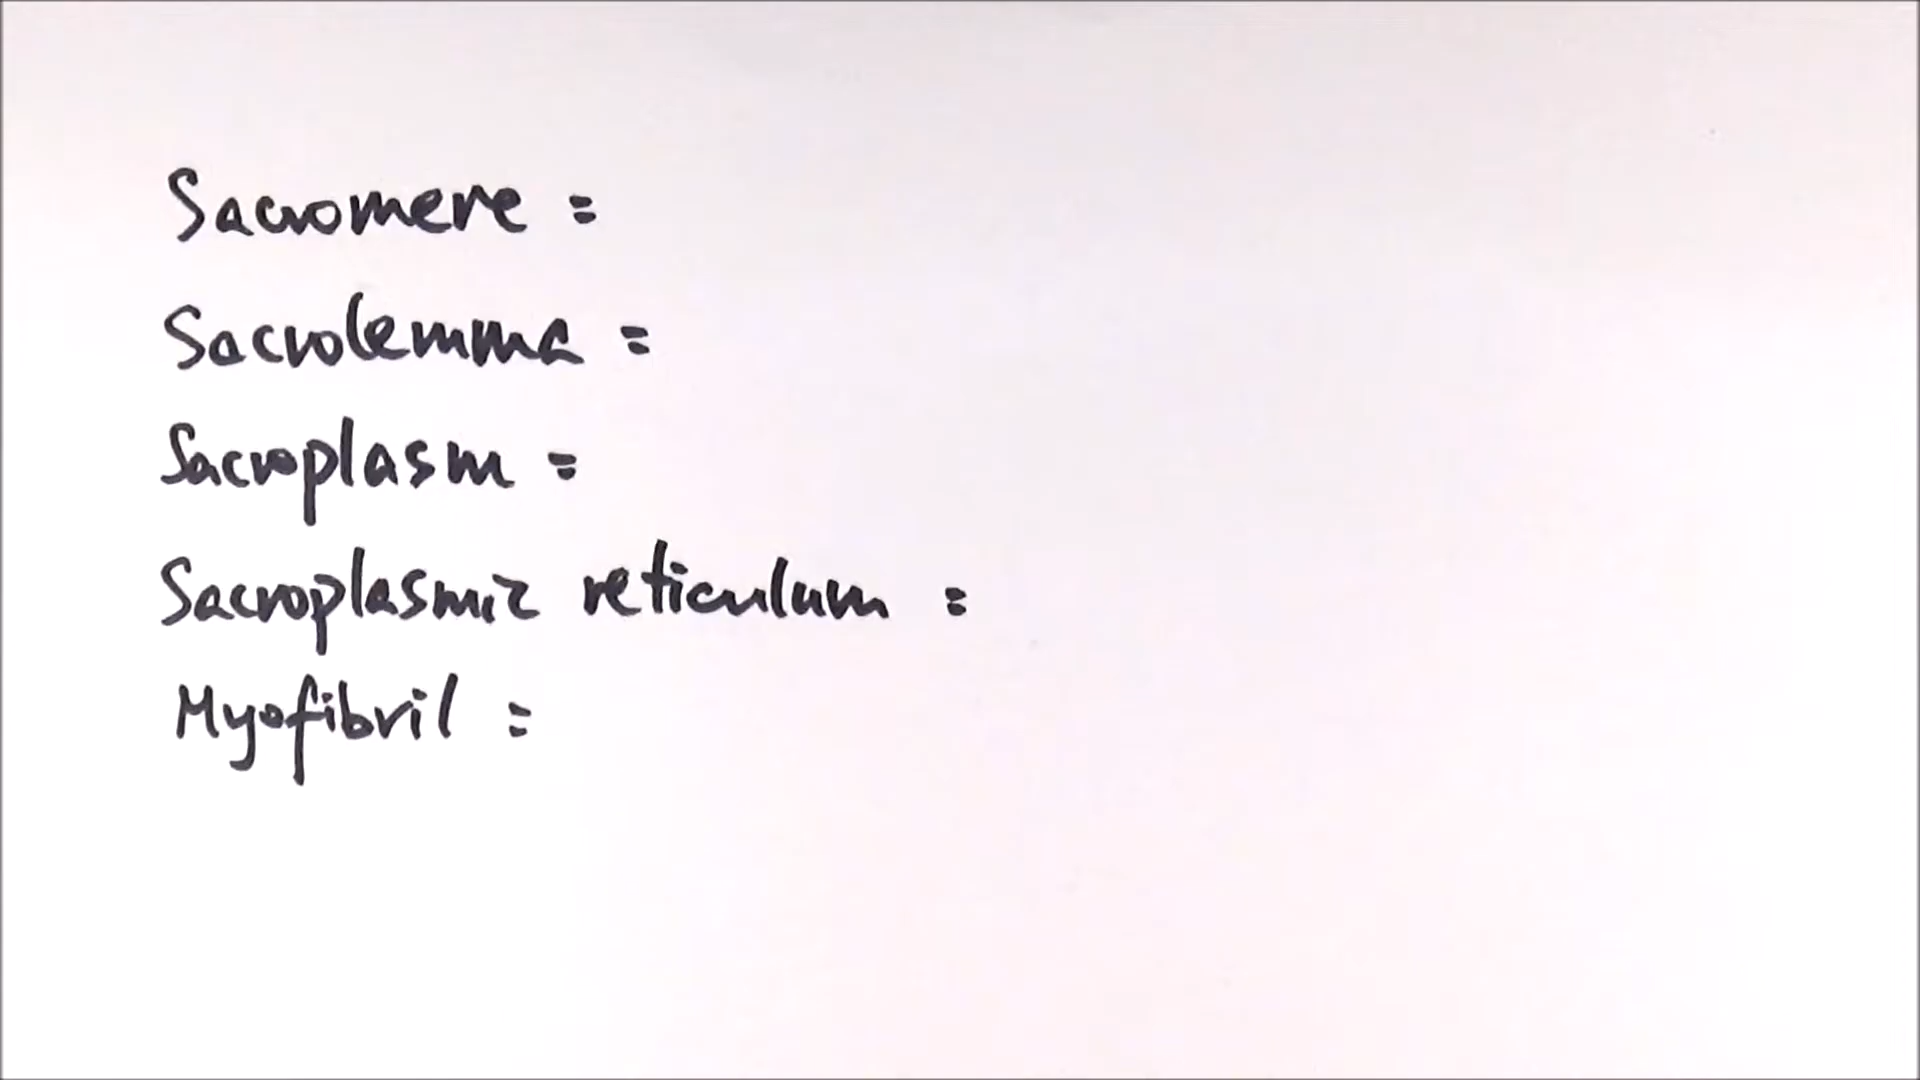 Sacromere =
Sacrolemma =
Sacroplasm =
Sacroplasmic reticulum =
Myofibril =